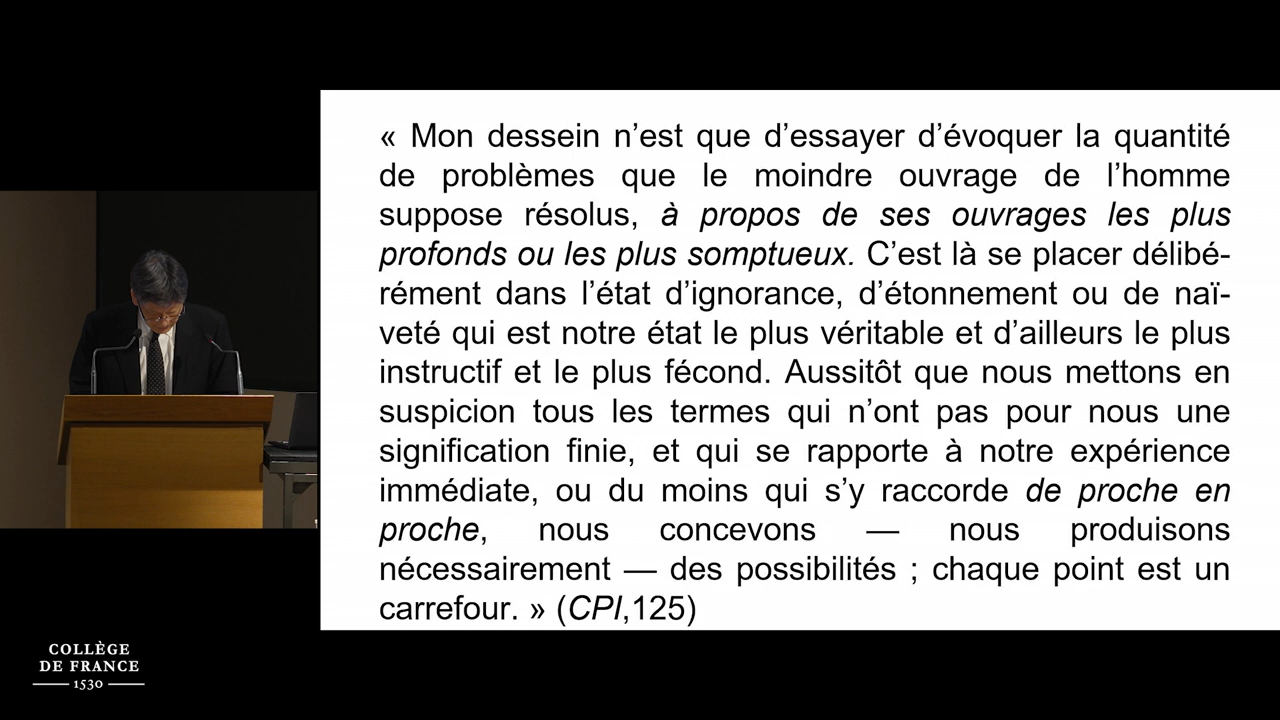 « Mon dessein n’est que d’essayer d’évoquer la quantité
de problèmes que le moindre ouvrage de l’homme
suppose résolus, à propos de ses ouvrages les plus
profonds ou les plus somptueux. C’est là se placer délibé-
rément dans l’état d’ignorance, d’étonnement ou de naï-
veté qui est notre état le plus véritable et d’ailleurs le plus
instructif et le plus fécond. Aussitôt que nous mettons en
suspicion tous les termes qui n’ont pas pour nous une
signification finie, et qui se rapporte à notre expérience
immédiate, ou du moins qui s’y raccorde de proche en
proche, nous concevons — nous produisons
nécessairement — des possibilités ; chaque point est un
carrefour. » (CPI,125)
COLLÈGE
DE FRANCE
1530